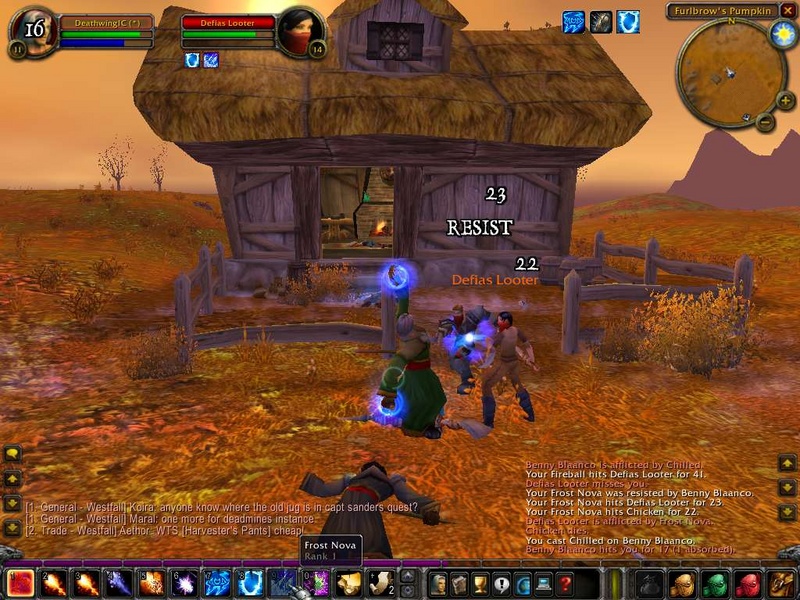 DeathwingIC (*)
Defias Looter
Furlbrow's Pumpkin
N
16
11
14
23
RESIST
22
Defias Looter
Benny Blaanco is afflicted by Chilled.
Your Fireball hits Defias Looter for 41.
Defias Looter misses you.
Your Frost Nova was resisted by Benny Blaanco.
Your Frost Nova hits Defias Looter for 23.
Your Frost Nova hits Chicken for 22.
Defias Looter is afflicted by Frost Nova.
Chicken dies.
You cast Chilled on Benny Blaanco.
Benny Blaanco hits you for 17 (1 absorbed).
[1. General - Westfall] anyone know where the old jug is in capt sanders quest?
[1. General - Westfall] Maral: one more for deadmines instance.
[2. Trade - Westfall] Aethor: WTS [Harvester's Pants] cheap!
Frost Nova
Rank 1
2